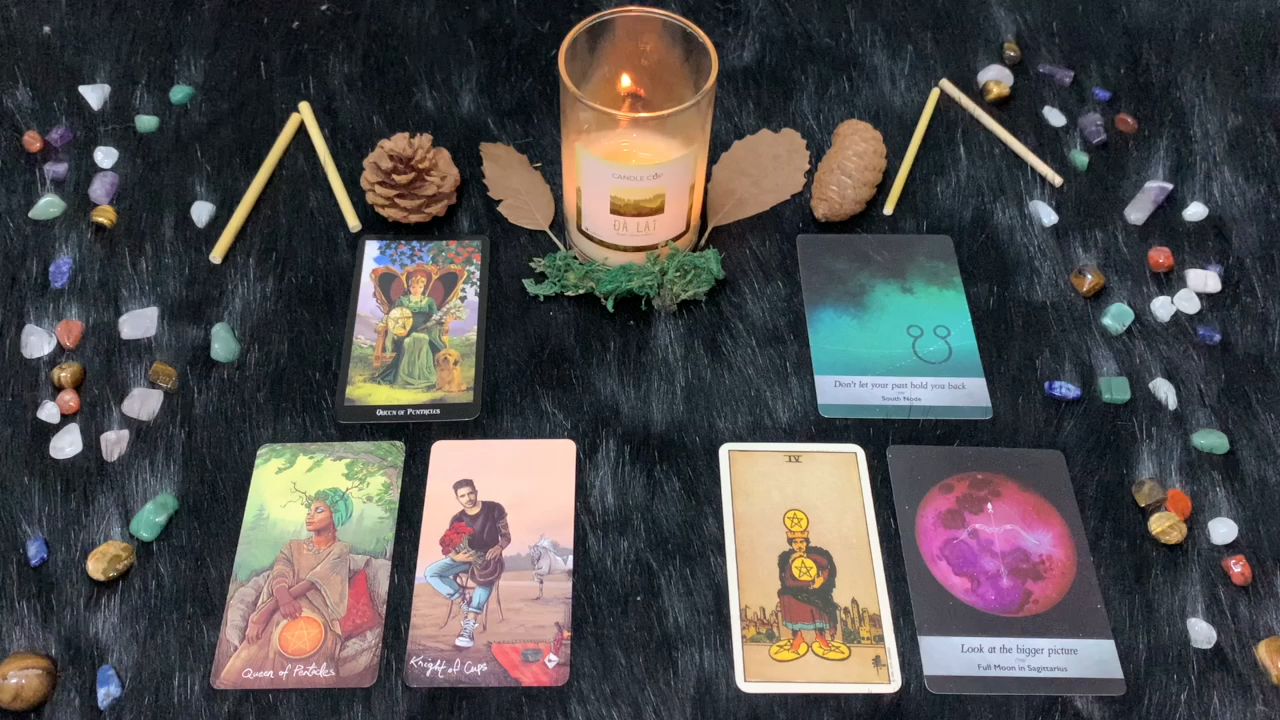 CANDLE CUP
ĐÀ LẠT
QUEEN OF PENTACLES
Don't let your past hold you back
South Node
Queen of Pentacles
Knight of Cups
IV
Look at the bigger picture
Full Moon in Sagittarius